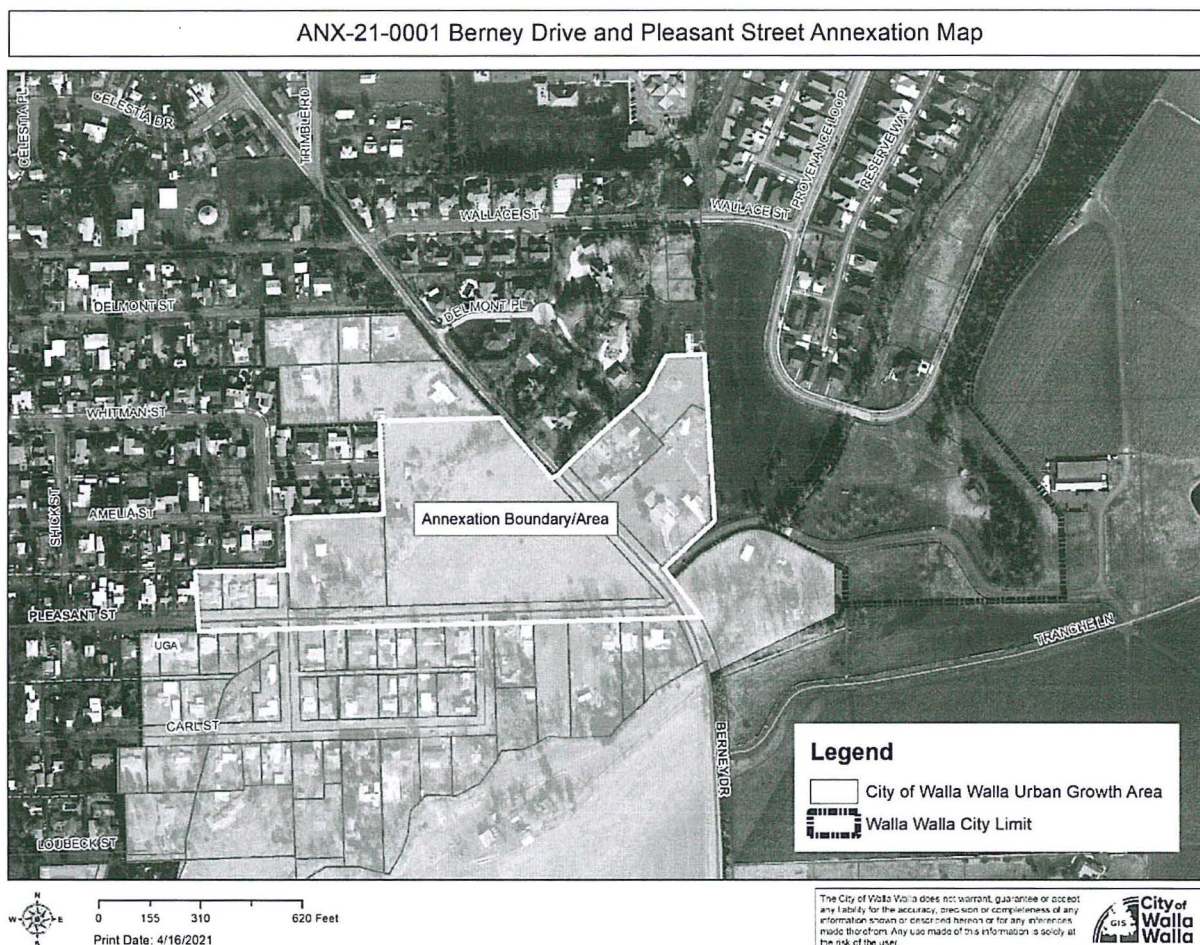 ANX-21-0001 Berney Drive and Pleasant Street Annexation Map
CELESTIA PL
CELESTIA DR
TRIMBLE RD
PROVENANCE LOOP
RESERVE WAY
WALLACE ST
WALLACE ST
DELMONT ST
DELMONT PL
WHITMAN ST
SHICK ST
AMELIA ST
Annexation Boundary/Area
PLEASANT ST
UGA
TRANCHE LN
CARL ST
BERNEY DR
LOUBECK ST
Legend
City of Walla Walla Urban Growth Area
Walla Walla City Limit
N
W E
S
0 155 310 620 Feet
Print Date: 4/16/2021
The City of Walla Walla does not warrant, guarantee or accept
any liability for the accuracy, precision or completeness of any
information shown or described hereon or for any inferences
made therefrom. Any use made of this information is solely at
the risk of the user.
GIS
City of
Walla
Walla